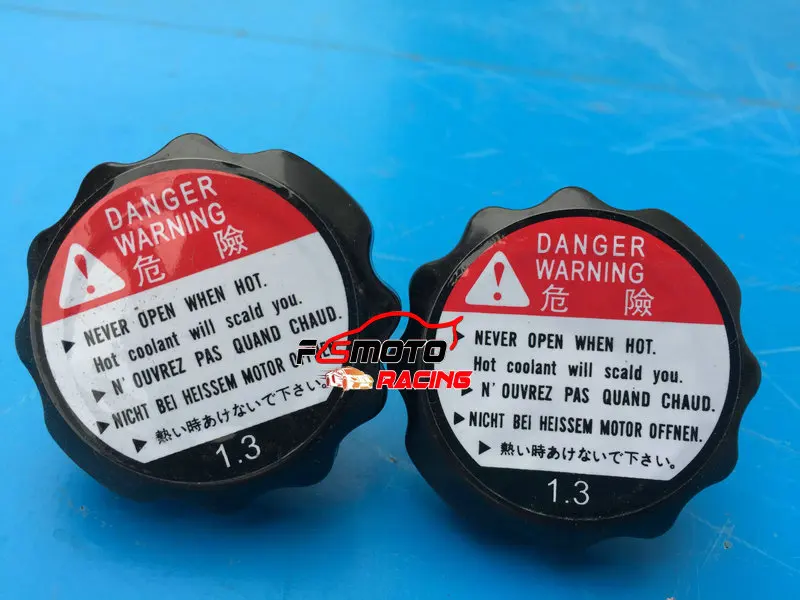 DANGER
WARNING
危 險
NEVER OPEN WHEN HOT.
Hot coolant will scald you.
N' OUVREZ PAS QUAND CHAUD.
NICHT BEI HEISSEM MOTOR
熱い時あけないで下さい。
1.3
FCSMOTO
RACING
DANGER
WARNING
危 險
NEVER OPEN WHEN HOT.
Hot coolant will scald you.
N' OUVREZ PAS QUAND CHAUD.
NICHT BEI HEISSEM MOTOR OFFNEN.
熱い時あけないで下さい。
1.3